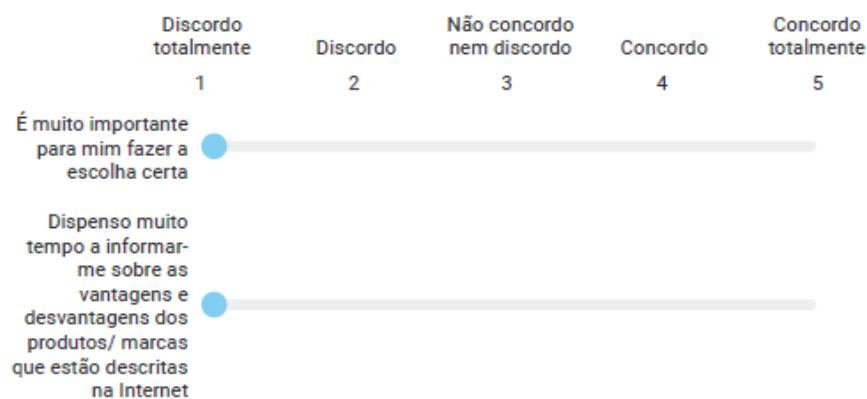 Discordo totalmente
Discordo
Não concordo nem discordo
Concordo
Concordo totalmente
1
2
3
4
5
É muito importante
para mim fazer a
escolha certa
Dispenso muito
tempo a informar-
me sobre as
vantagens e
desvantagens dos
produtos/ marcas
que estão descritas
na Internet